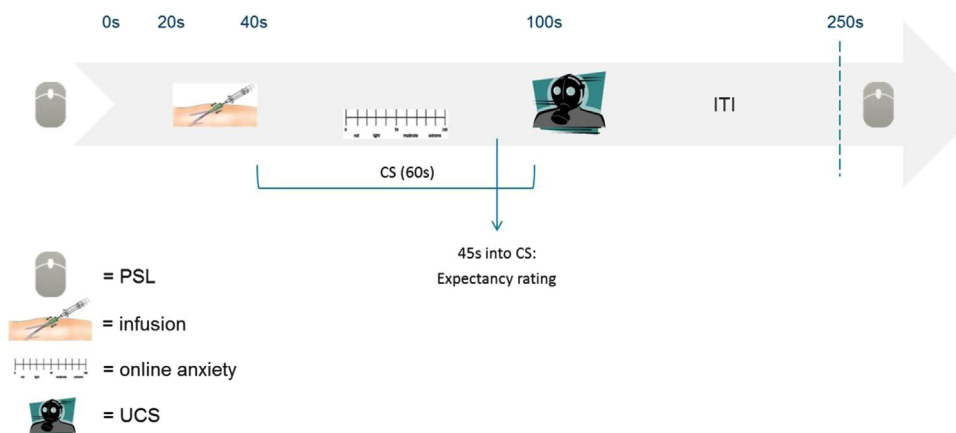 0s 20s 40s 100s 250s
ITI
CS (60s)
45s into CS:
Expectancy rating
= PSL
= infusion
= online anxiety
= UCS